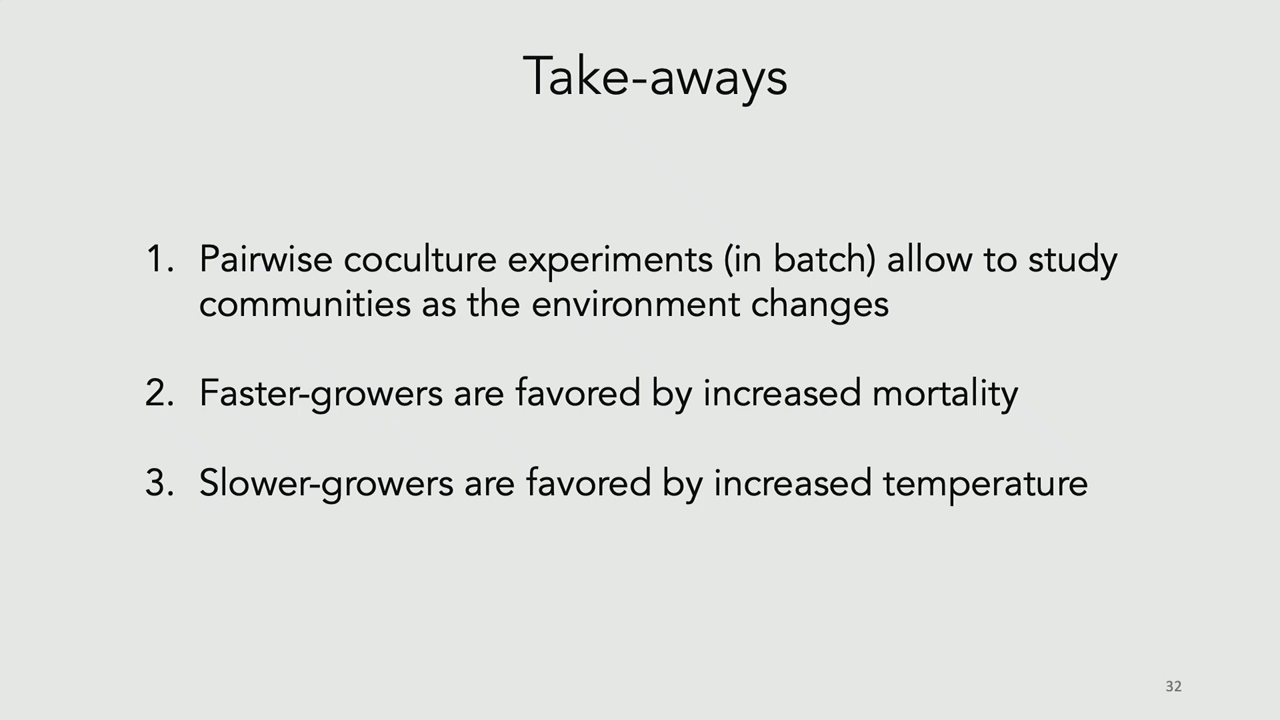 Take-aways
1. Pairwise coculture experiments (in batch) allow to study
communities as the environment changes
2. Faster-growers are favored by increased mortality
3. Slower-growers are favored by increased temperature
32